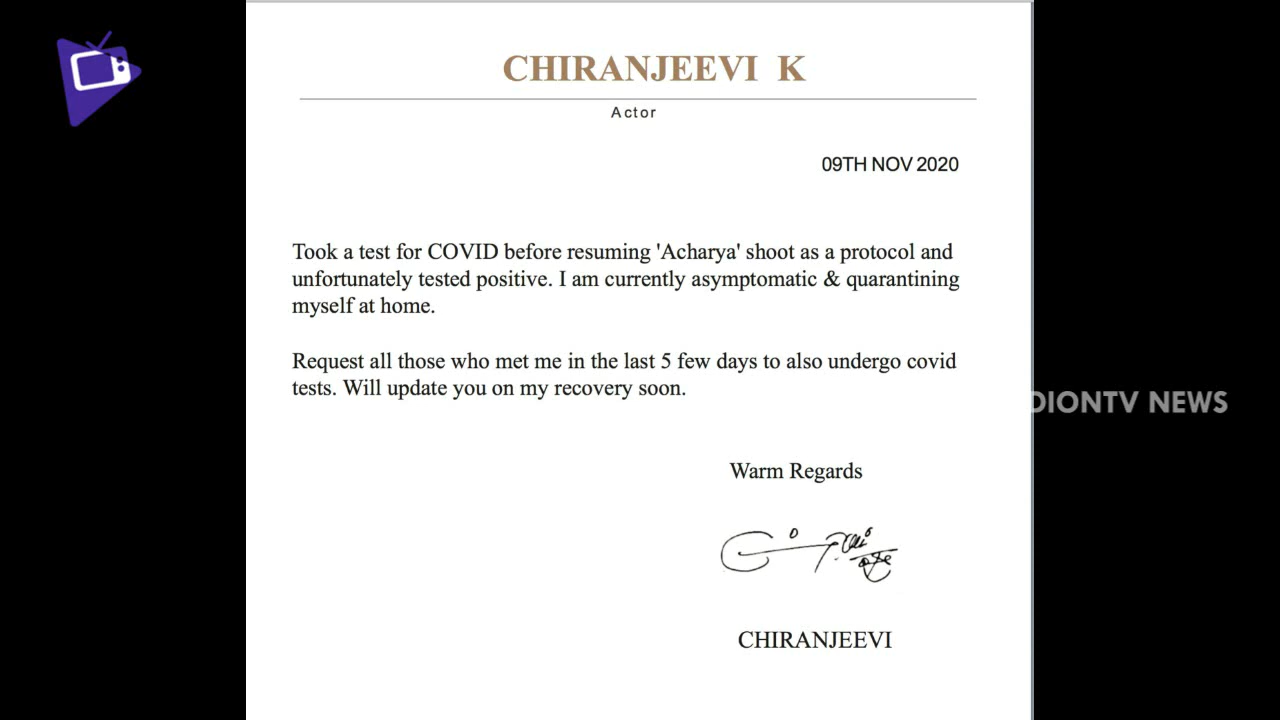 CHIRANJEEVI K
Actor
09TH NOV 2020
Took a test for COVID before resuming 'Acharya' shoot as a protocol and
unfortunately tested positive. I am currently asymptomatic & quarantining
myself at home.
Request all those who met me in the last 5 few days to also undergo covid
tests. Will update you on my recovery soon.
DIONTV NEWS
Warm Regards
CHIRANJEEVI